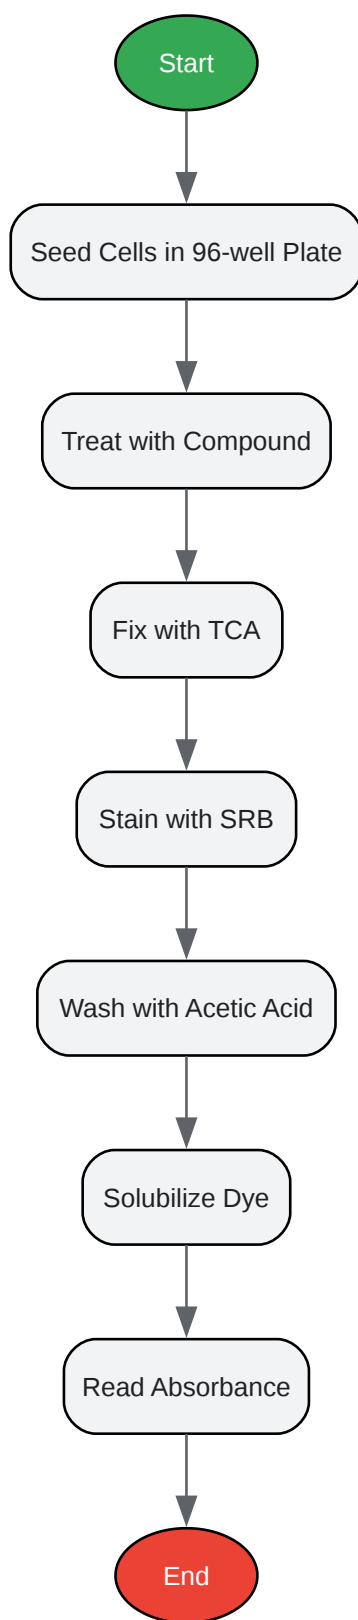 Start
Seed Cells in 96-well Plate
Treat with Compound
Fix with TCA
Stain with SRB
Wash with Acetic Acid
Solubilize Dye
Read Absorbance
End